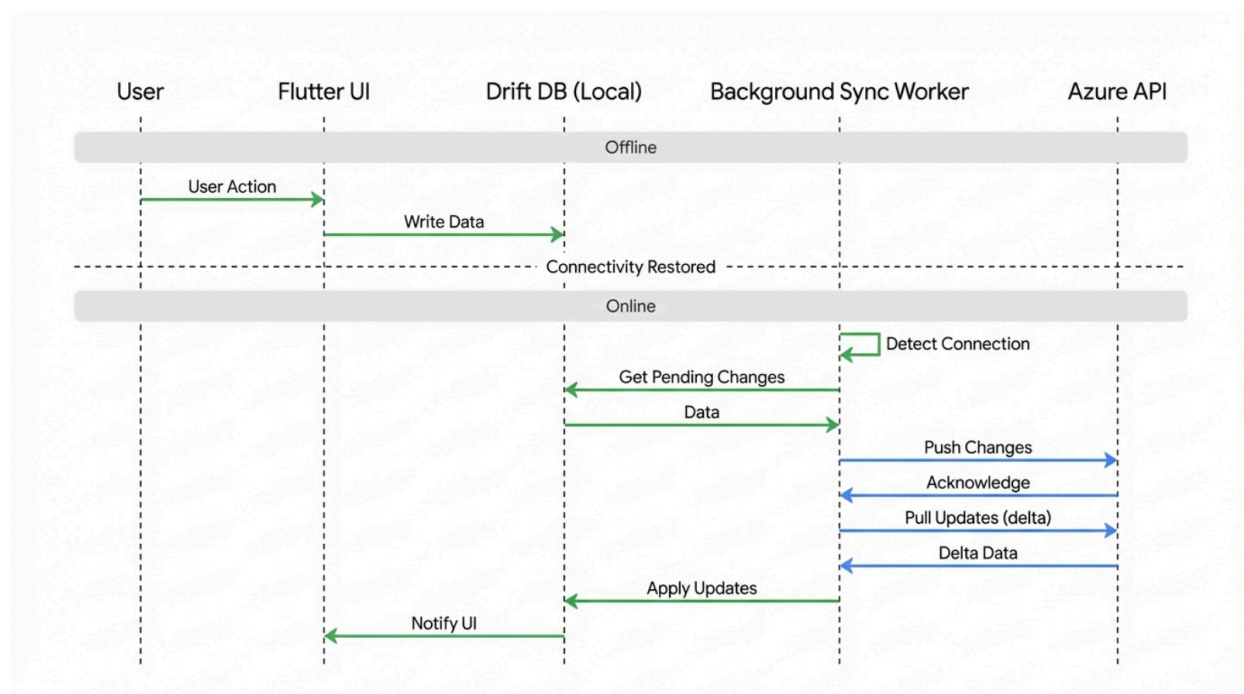 User Flutter UI Drift DB (Local) Background Sync Worker Azure API
Offline
User Action
Write Data
Connectivity Restored
Online
Detect Connection
Get Pending Changes
Data
Push Changes
Acknowledge
Pull Updates (delta)
Delta Data
Apply Updates
Notify UI